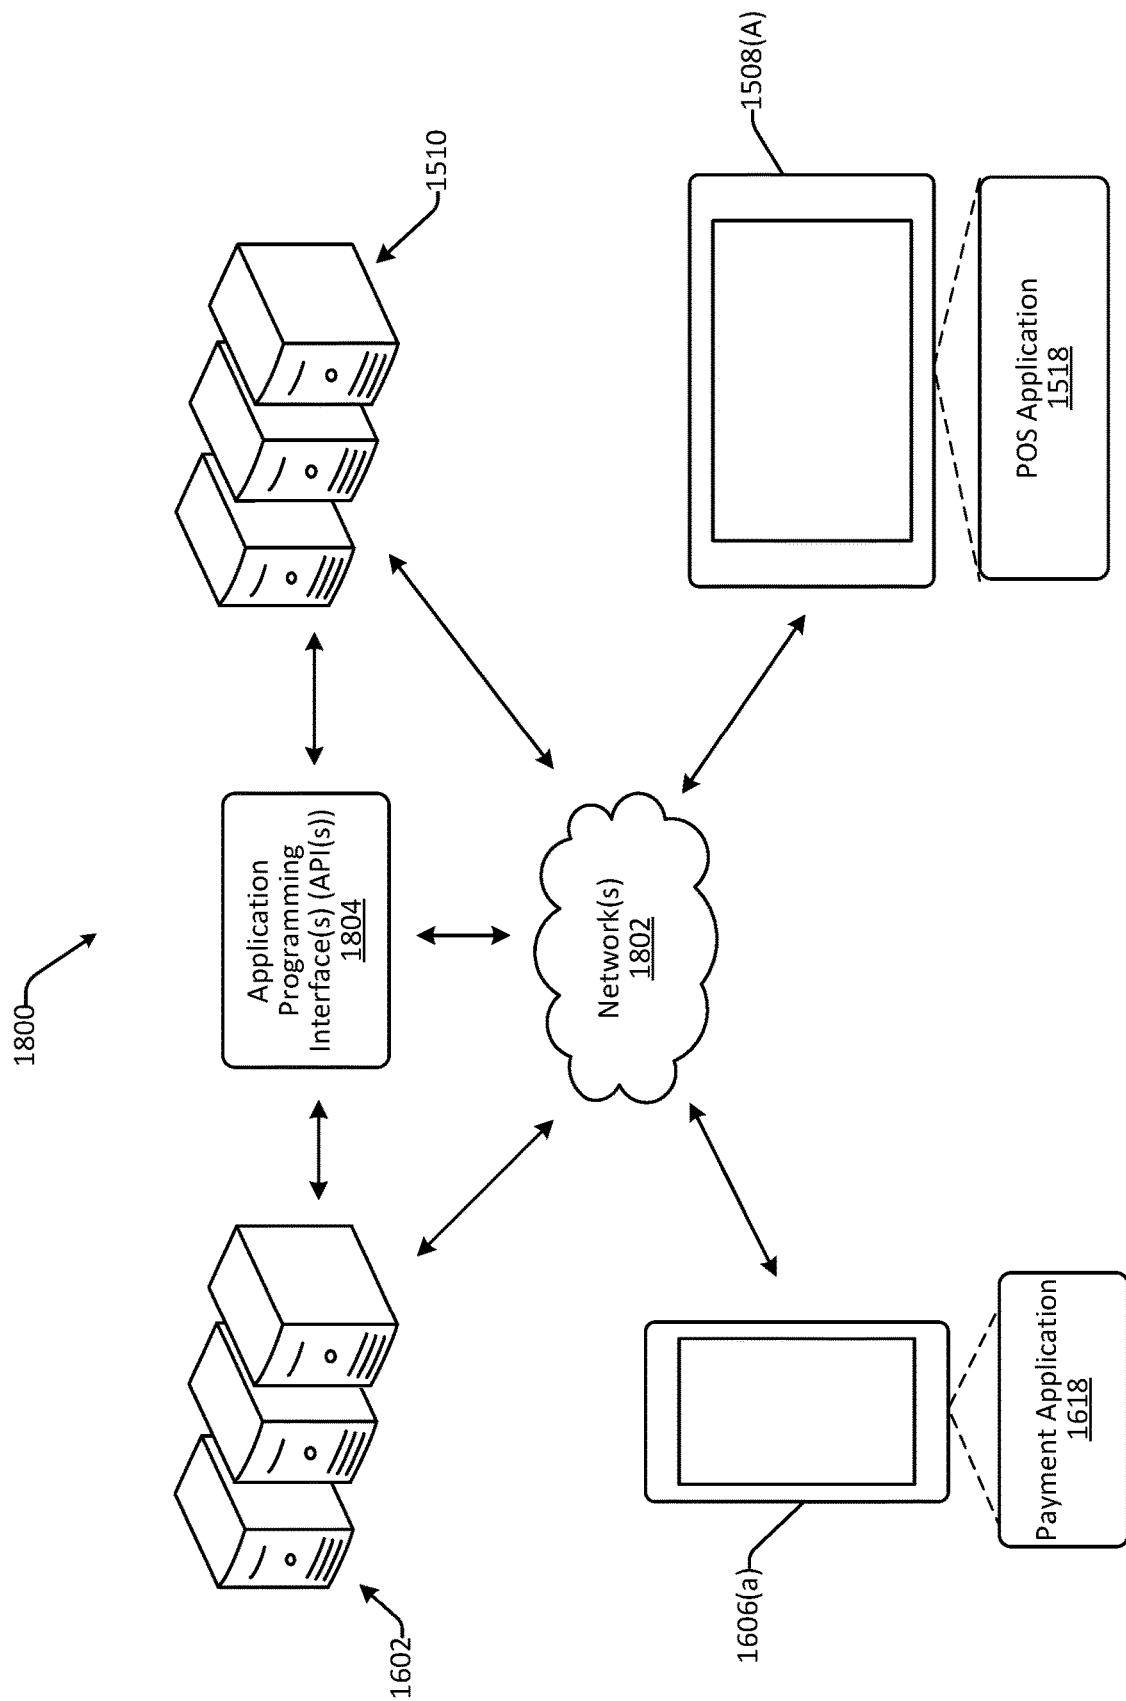 1800
1602
1510
Application
Programming
Interface(s) (API(s))
1804
Network(s)
1802
1606(a)
1508(A)
Payment Application
1618
POS Application
1518